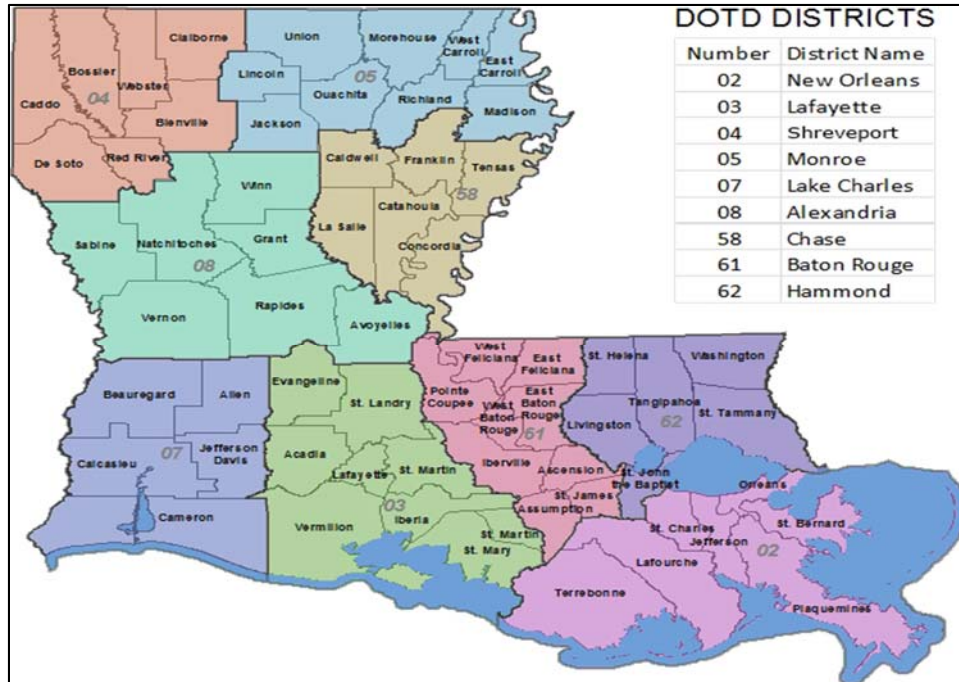 DOTD DISTRICTS
Number District Name
02 New Orleans
03 Lafayette
04 Shreveport
05 Monroe
07 Lake Charles
08 Alexandria
58 Chase
61 Baton Rouge
62 Hammond
Caddo
Bossier
Webster
Claiborne
04
Bienville
De Soto
Red River
Union
Morehouse
West
Carroll
East
Carroll
Lincoln
05
Ouachita
Richland
Madison
Jackson
Caldwell
Franklin
Tensas
58
Catahoula
La Salle
Concordia
Winn
Sabine
Natchitoches
Grant
08
Vernon
Rapides
Avoyelles
Beauregard
Allen
Calcasieu
07
Jefferson
Davis
Cameron
Evangeline
St. Landry
Acadia
Lafayette
St. Martin
03
Vermilion
Iberia
St. Martin
St. Mary
West
Feliciana
East
Feliciana
Pointe
Coupee
West
Baton
Rouge
East
Baton
Rouge
61
Iberville
Ascension
St. James
Assumption
St. Helena
Washington
Tangipahoa
62
St. Tammany
Livingston
St. John
the Baptist
Orleans
St. Charles
Jefferson
St. Bernard
02
Lafourche
Terrebonne
Plaquemines